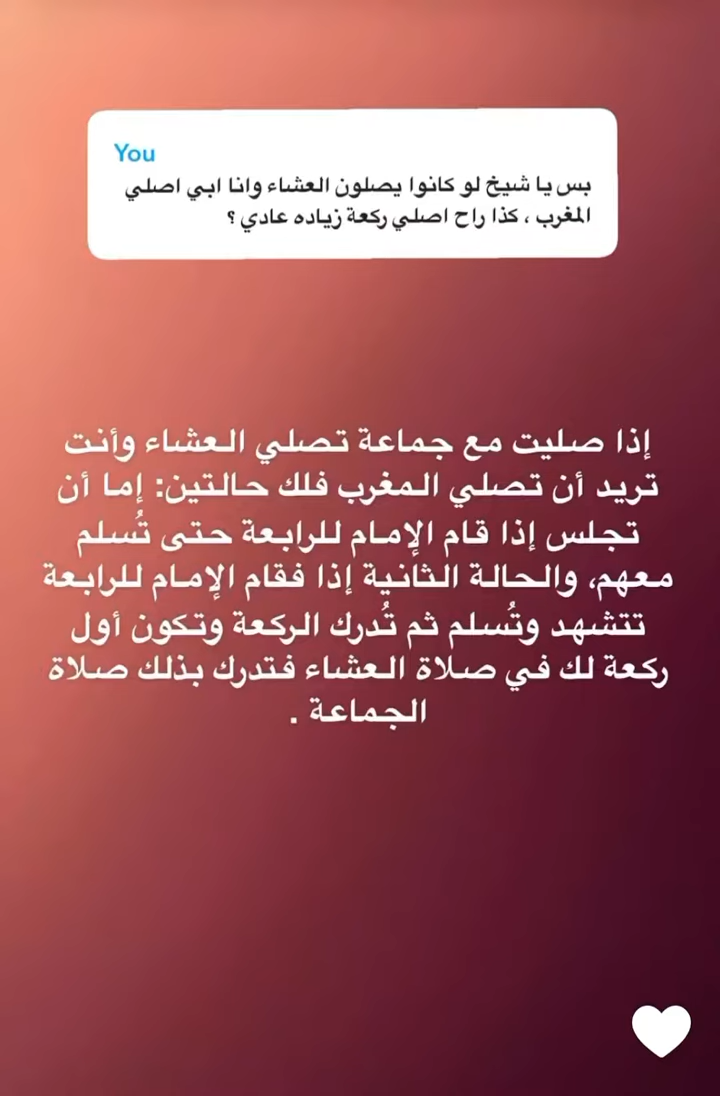 You
بس يا شيخ لو كانوا يصلون العشاء وانا ابي اصلي
المغرب ، كذا راح اصلي ركعة زياده عادي ؟
إذا صليت مع جماعة تصلي العشاء وأنت
تريد أن تصلي المغرب فلك حالتين: إما أن
تجلس إذا قام الإمام للرابعة حتى تُسلم
معهم، والحالة الثانية إذا فقام الإمام للرابعة
تتشهد وتُسلم ثم تُدرك الركعة وتكون أول
ركعة لك في صلاة العشاء فتدرك بذلك صلاة
الجماعة .